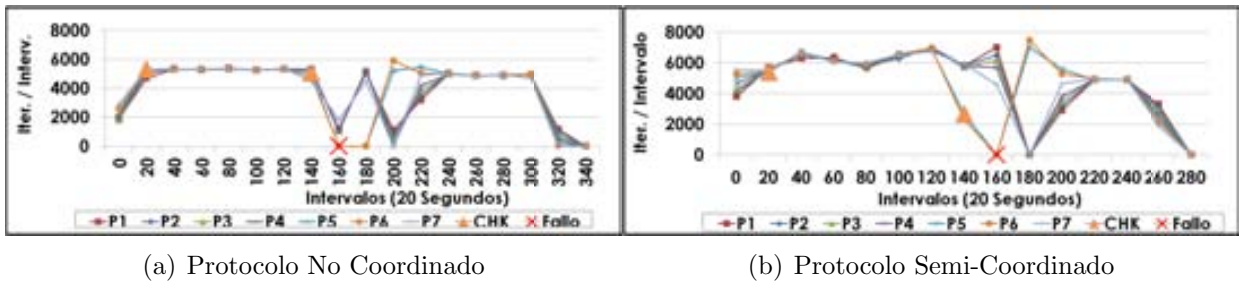 8000
6000
4000
2000
0
Iter. / Interv.
0 20 40 60 80 100 120 140 160 180 200 220 240 260 280 300 320 340
Intervalos (20 Segundos)
P1 P2 P3 P4 P5 P6 P7 CHK Fallo
(a) Protocolo No Coordinado
8000
6000
4000
2000
0
Iter. / Intervalo
0 20 40 60 80 100 120 140 160 180 200 220 240 260 280
Intervalos (20 Segundos)
P1 P2 P3 P4 P5 P6 P7 CHK Fallo
(b) Protocolo Semi-Coordinado